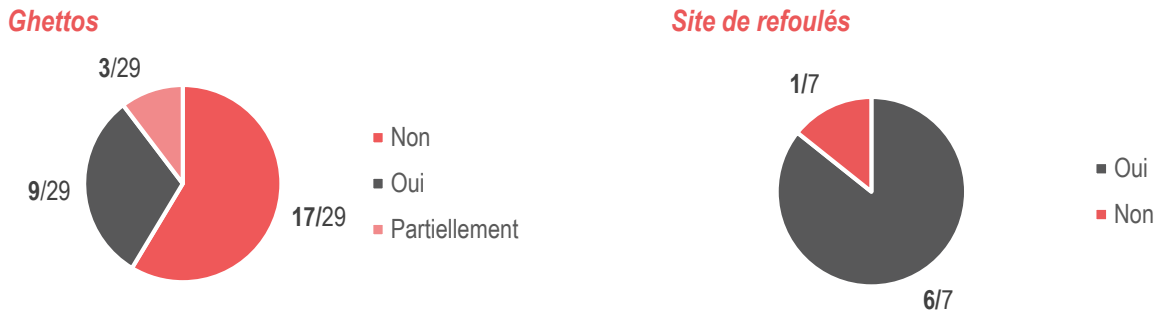 Ghettos
3/29
9/29
17/29
Non
Oui
Partiellement
Site de refoulés
1/7
6/7
Oui
Non